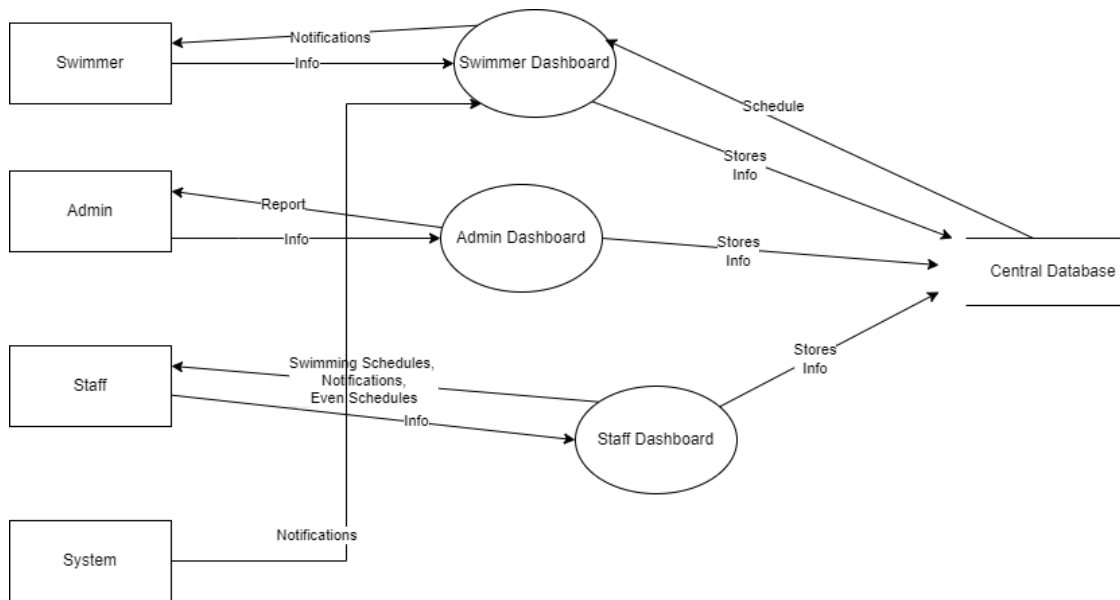 Notifications
Swimmer
Info
Swimmer Dashboard
Schedule
Stores
Info
Report
Admin
Info
Admin Dashboard
Stores
Info
Central Database
Swimming Schedules,
Notifications,
Even Schedules
Staff
Info
Staff Dashboard
Stores
Info
Notifications
System